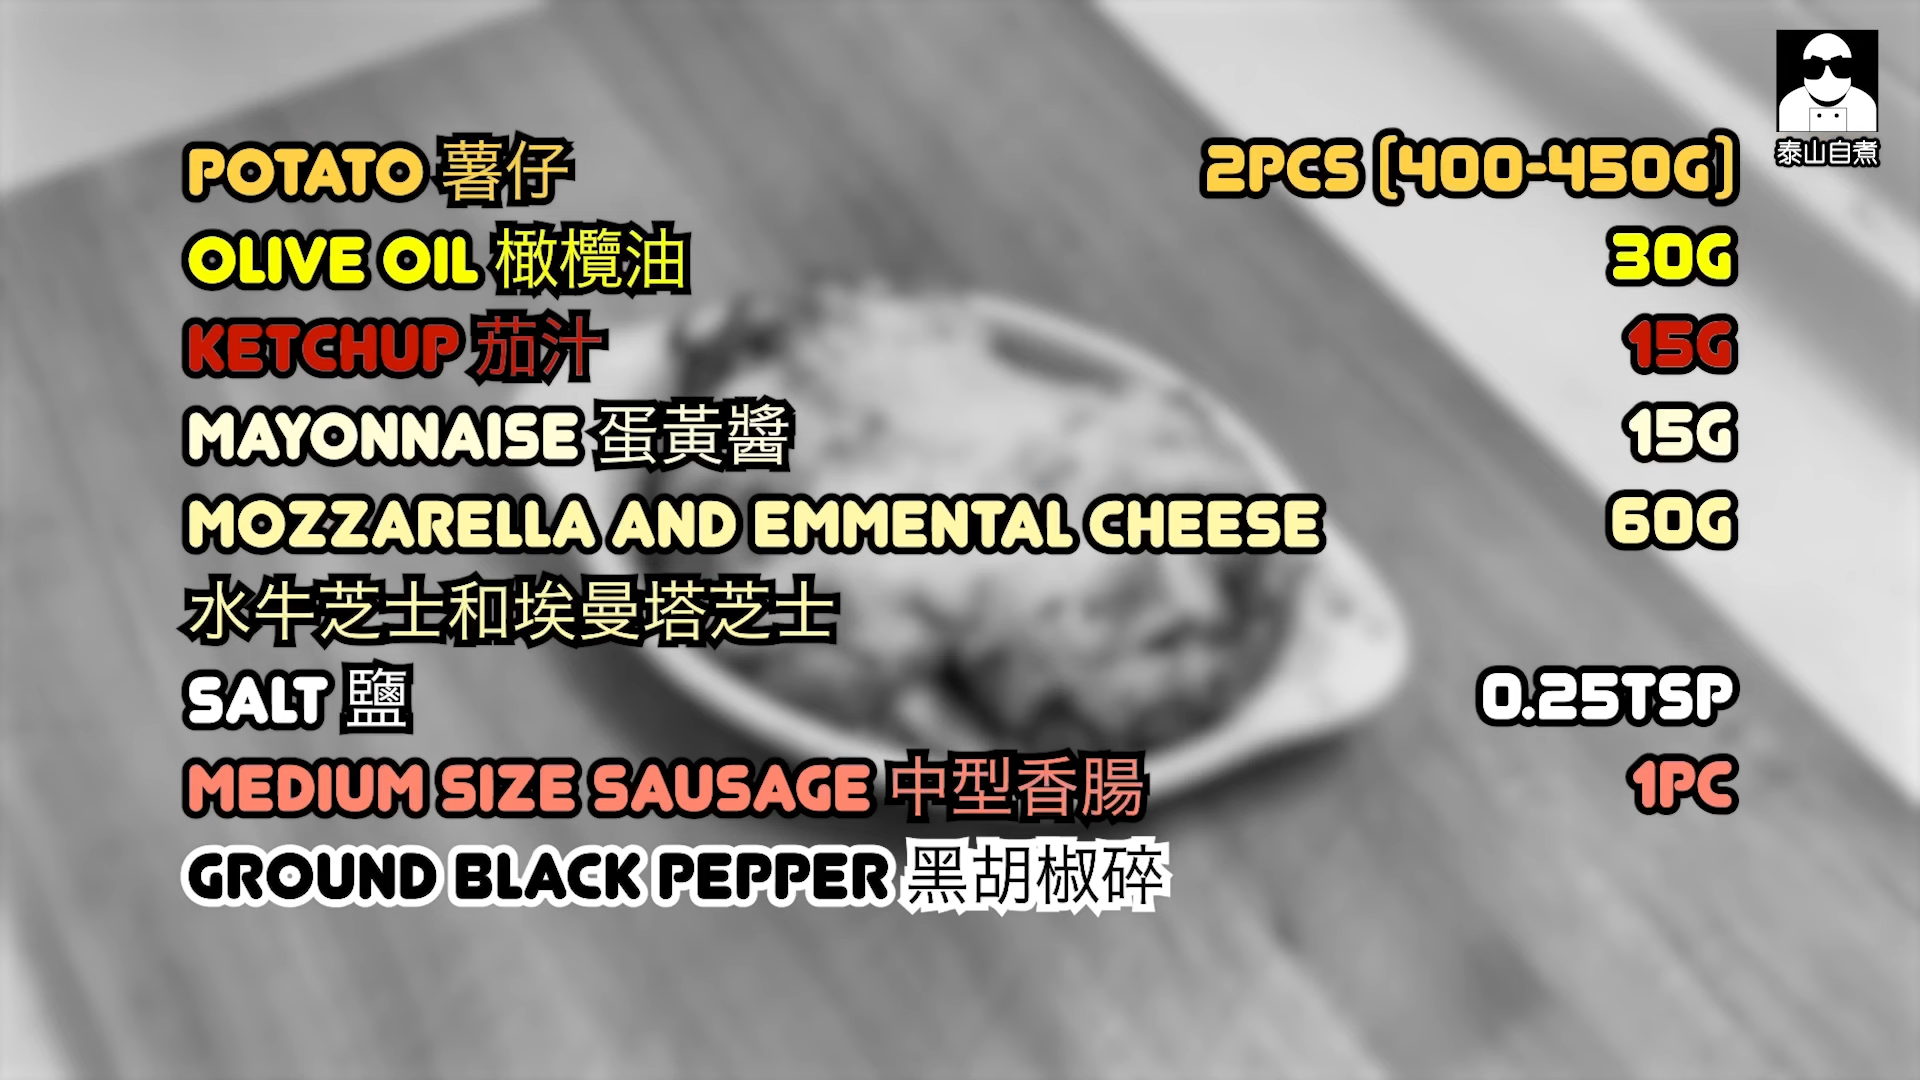 POTATO 薯仔 2PCS (400-450G)
OLIVE OIL 橄欖油 30G
KETCHUP 茄汁 15G
MAYONNAISE 蛋黃醬 15G
MOZZARELLA AND EMMENTAL CHEESE 60G
水牛芝士和埃曼塔芝士
SALT 鹽 0.25TSP
MEDIUM SIZE SAUSAGE 中型香腸 1PC
GROUND BLACK PEPPER 黑胡椒碎
泰山自煮